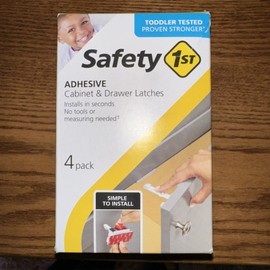 TODDLER TESTED
PROVEN STRONGER*
Safety 1ST
ADHESIVE
Cabinet & Drawer Latches
Installs in seconds
No tools or
measuring needed†
4 pack
SIMPLE
TO INSTALL